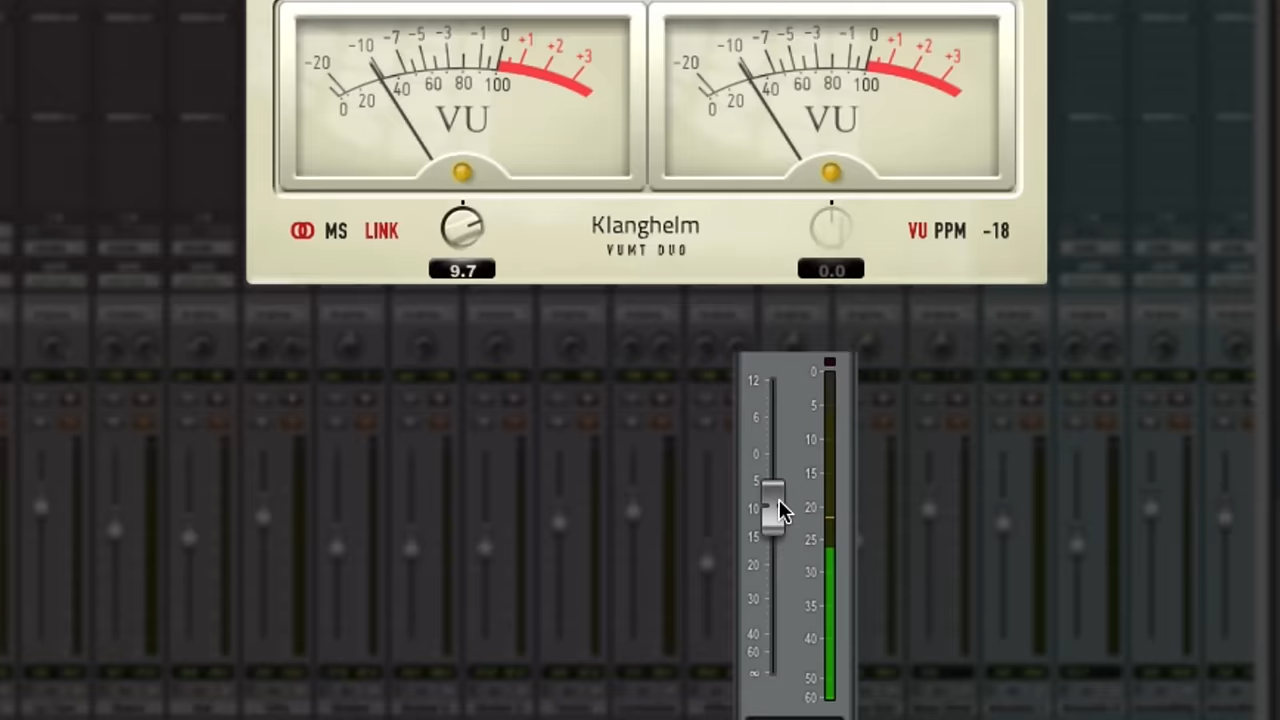 -20 -10 -7 -5 -3 -1 0 +1 +2 +3
0 20 40 60 80 100
VU
-20 -10 -7 -5 -3 -1 0 +1 +2 +3
0 20 40 60 80 100
VU
MS LINK
9.7
Klanghelm
VUMT DUO
0.0
VU PPM -18
12
6
0
5
10
15
20
30
40
60
∞
0
5
10
15
20
25
30
35
40
50
60